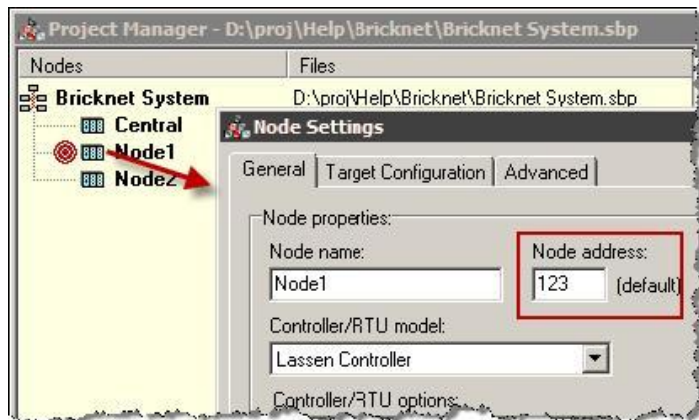 Project Manager - D:\proj\Help\Bricknet\Bricknet System.sbp
Nodes Files
Bricknet System D:\proj\Help\Bricknet\Bricknet System.sbp
Central
Node1
Node2
Node Settings
General Target Configuration Advanced
Node properties:
Node name: Node address:
Node1 123 (default)
Controller/RTU model:
Lassen Controller
Controller/RTU options: